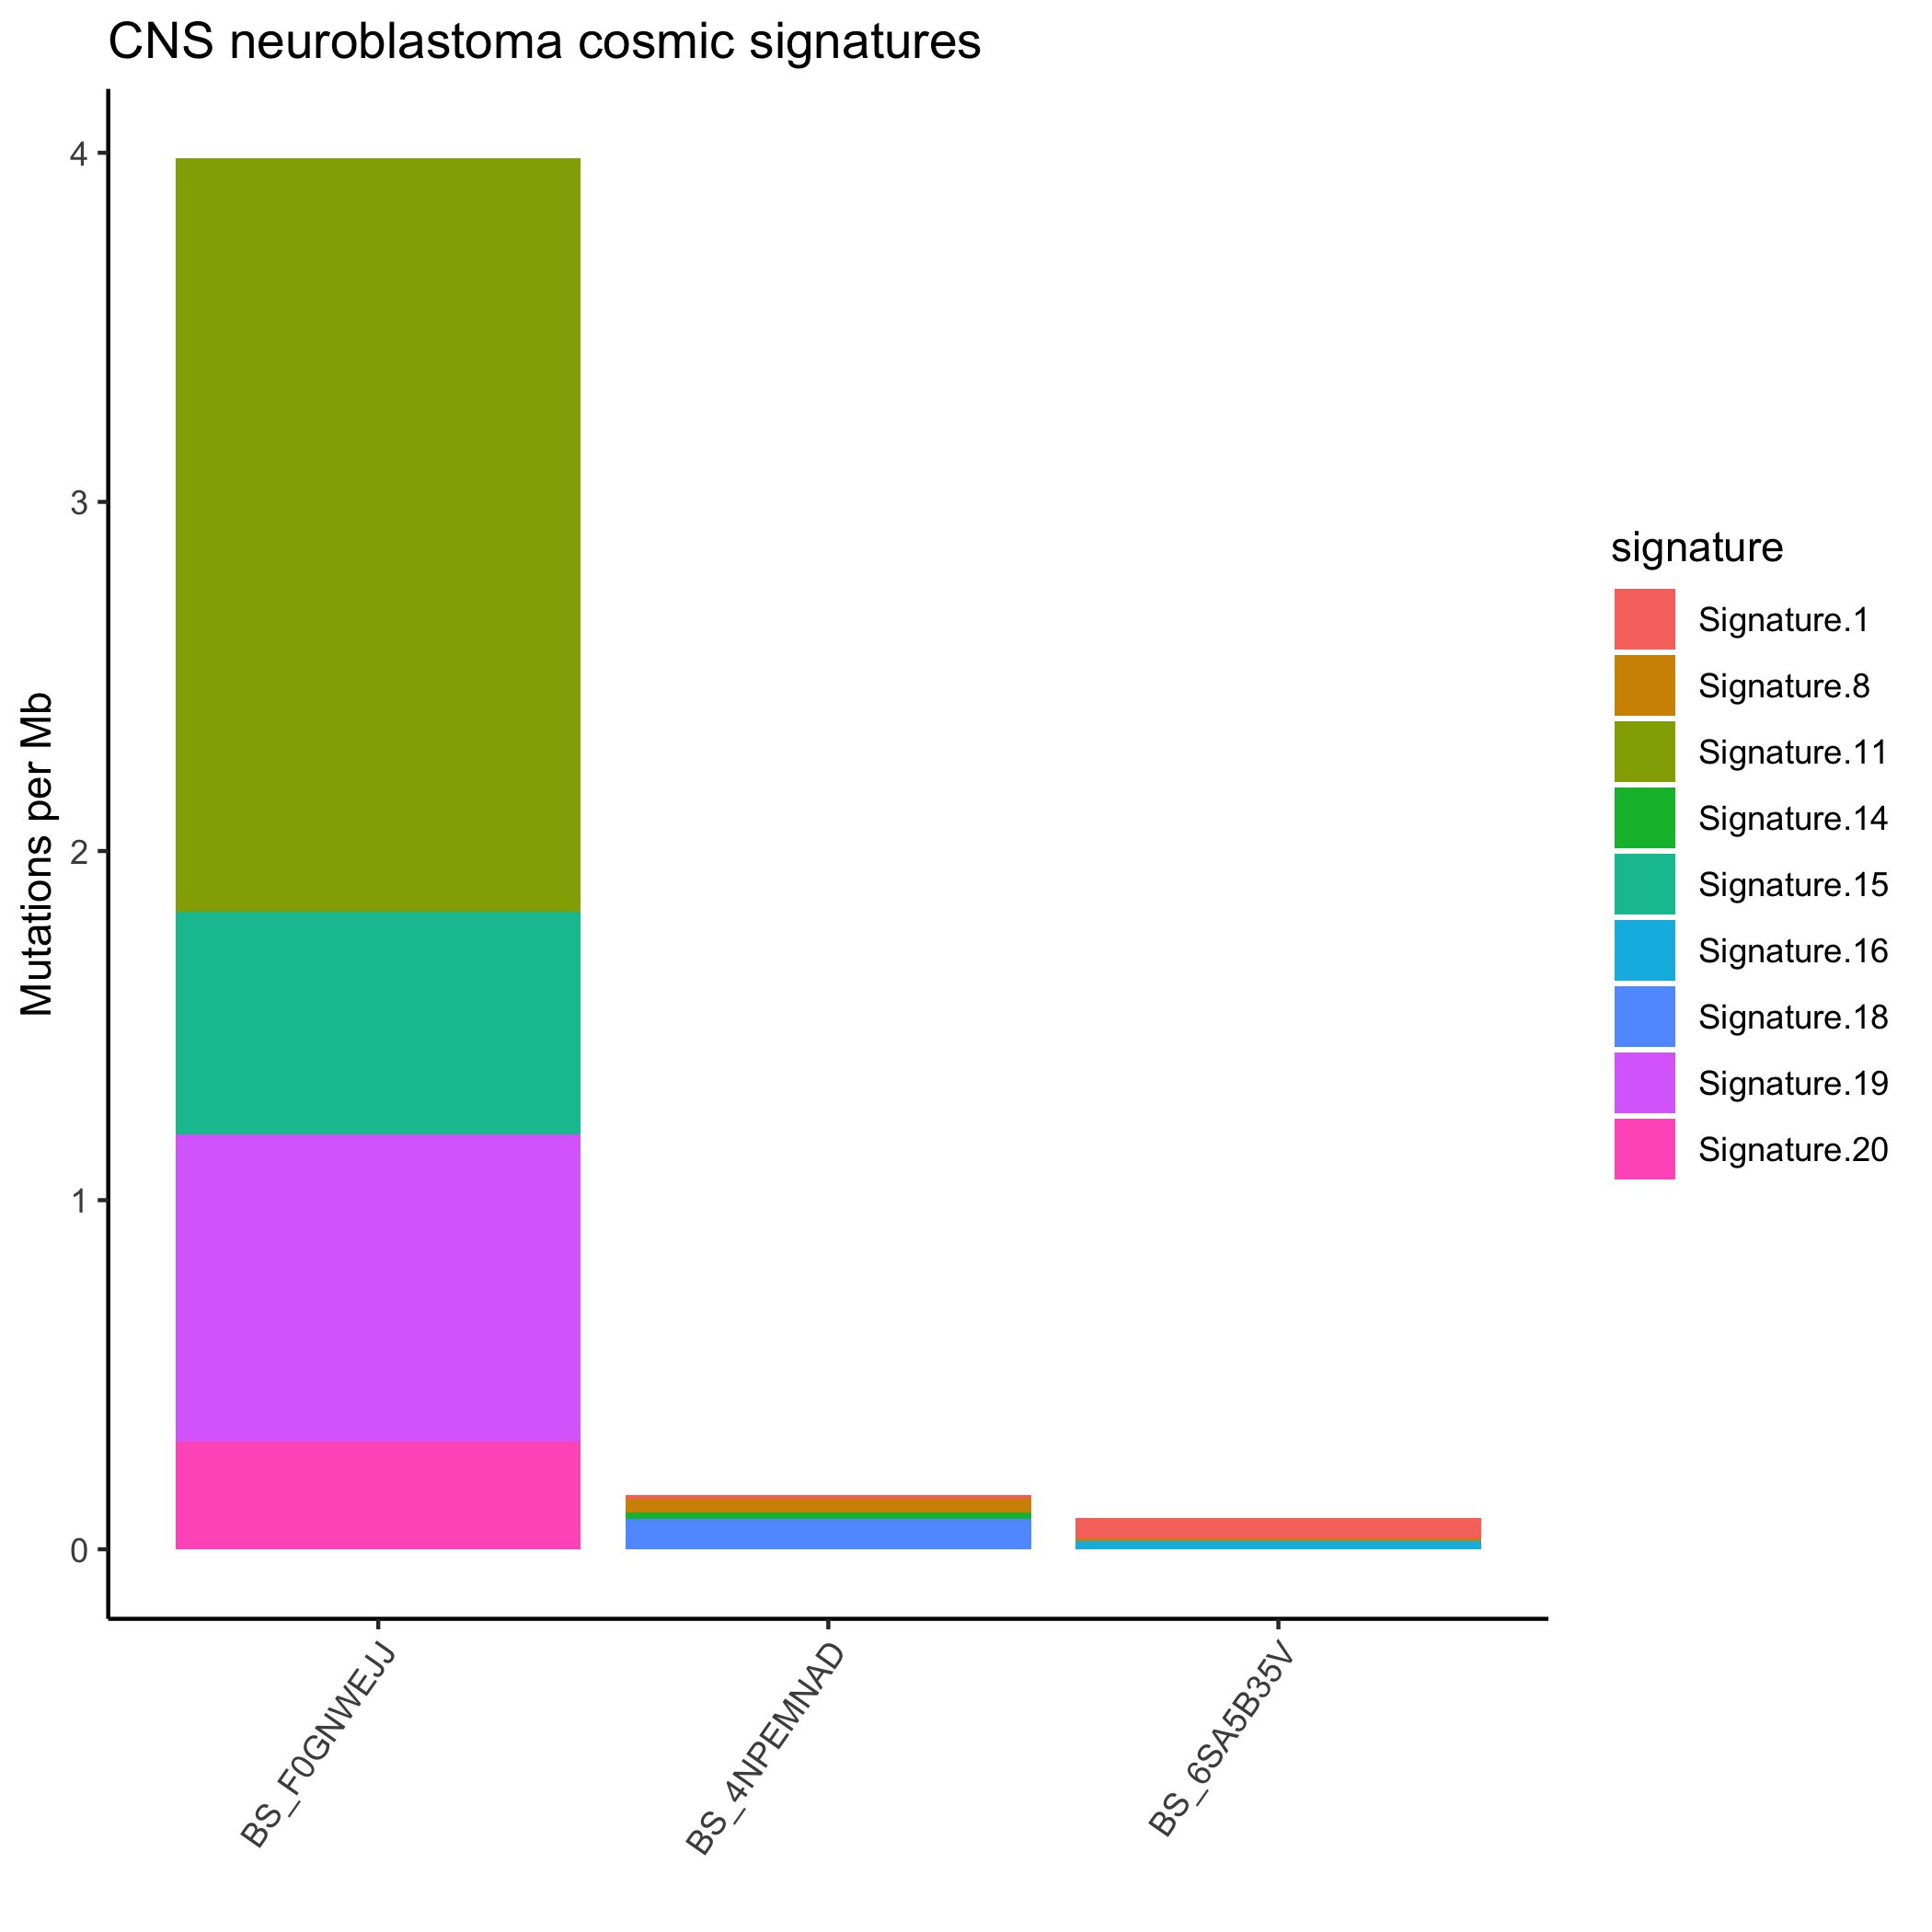 CNS neuroblastoma cosmic signatures
Mutations per Mb
4
3
2
1
0
BS_F0GNWEJJ
BS_4NPEMNAD
BS_6SA5B35V
signature
Signature.1
Signature.8
Signature.11
Signature.14
Signature.15
Signature.16
Signature.18
Signature.19
Signature.20